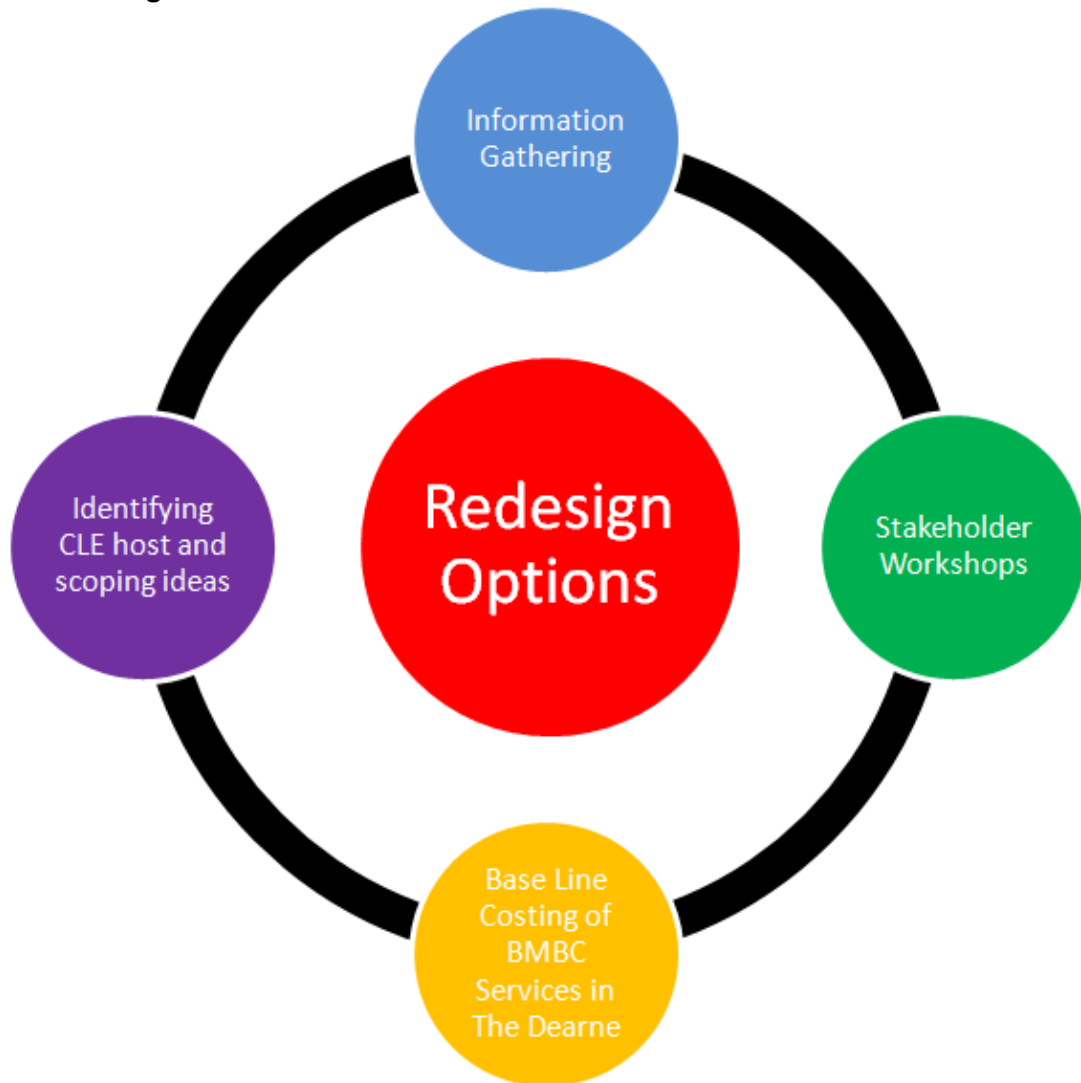 Information
Gathering
Redesign
Options
Identifying
CLE host and
scoping ideas
Stakeholder
Workshops
Base Line
Costing of
BMBC
Services in
The Dearne